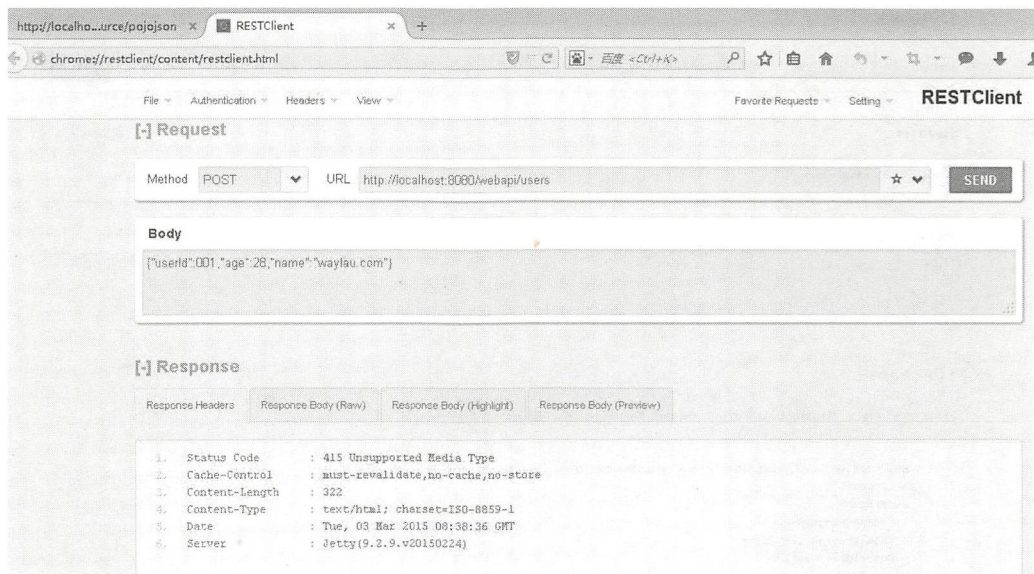 http://localho...urce/pojojson × RESTClient × +
chrome://restclient/content/restclient.html 百度 <Ctrl+K>
File Authentication Headers View Favorite Requests Setting RESTClient
[-] Request
Method POST URL http://localhost:8080/webapi/users SEND
Body
{"userId":001,"age":28,"name":"waylau.com"}
[-] Response
Response Headers Response Body (Raw) Response Body (Highlight) Response Body (Preview)
1. Status Code : 415 Unsupported Media Type
2. Cache-Control : must-revalidate,no-cache,no-store
3. Content-Length : 322
4. Content-Type : text/html; charset=ISO-8859-1
5. Date : Tue, 03 Mar 2015 08:38:36 GMT
6. Server : Jetty(9.2.9.v20150224)